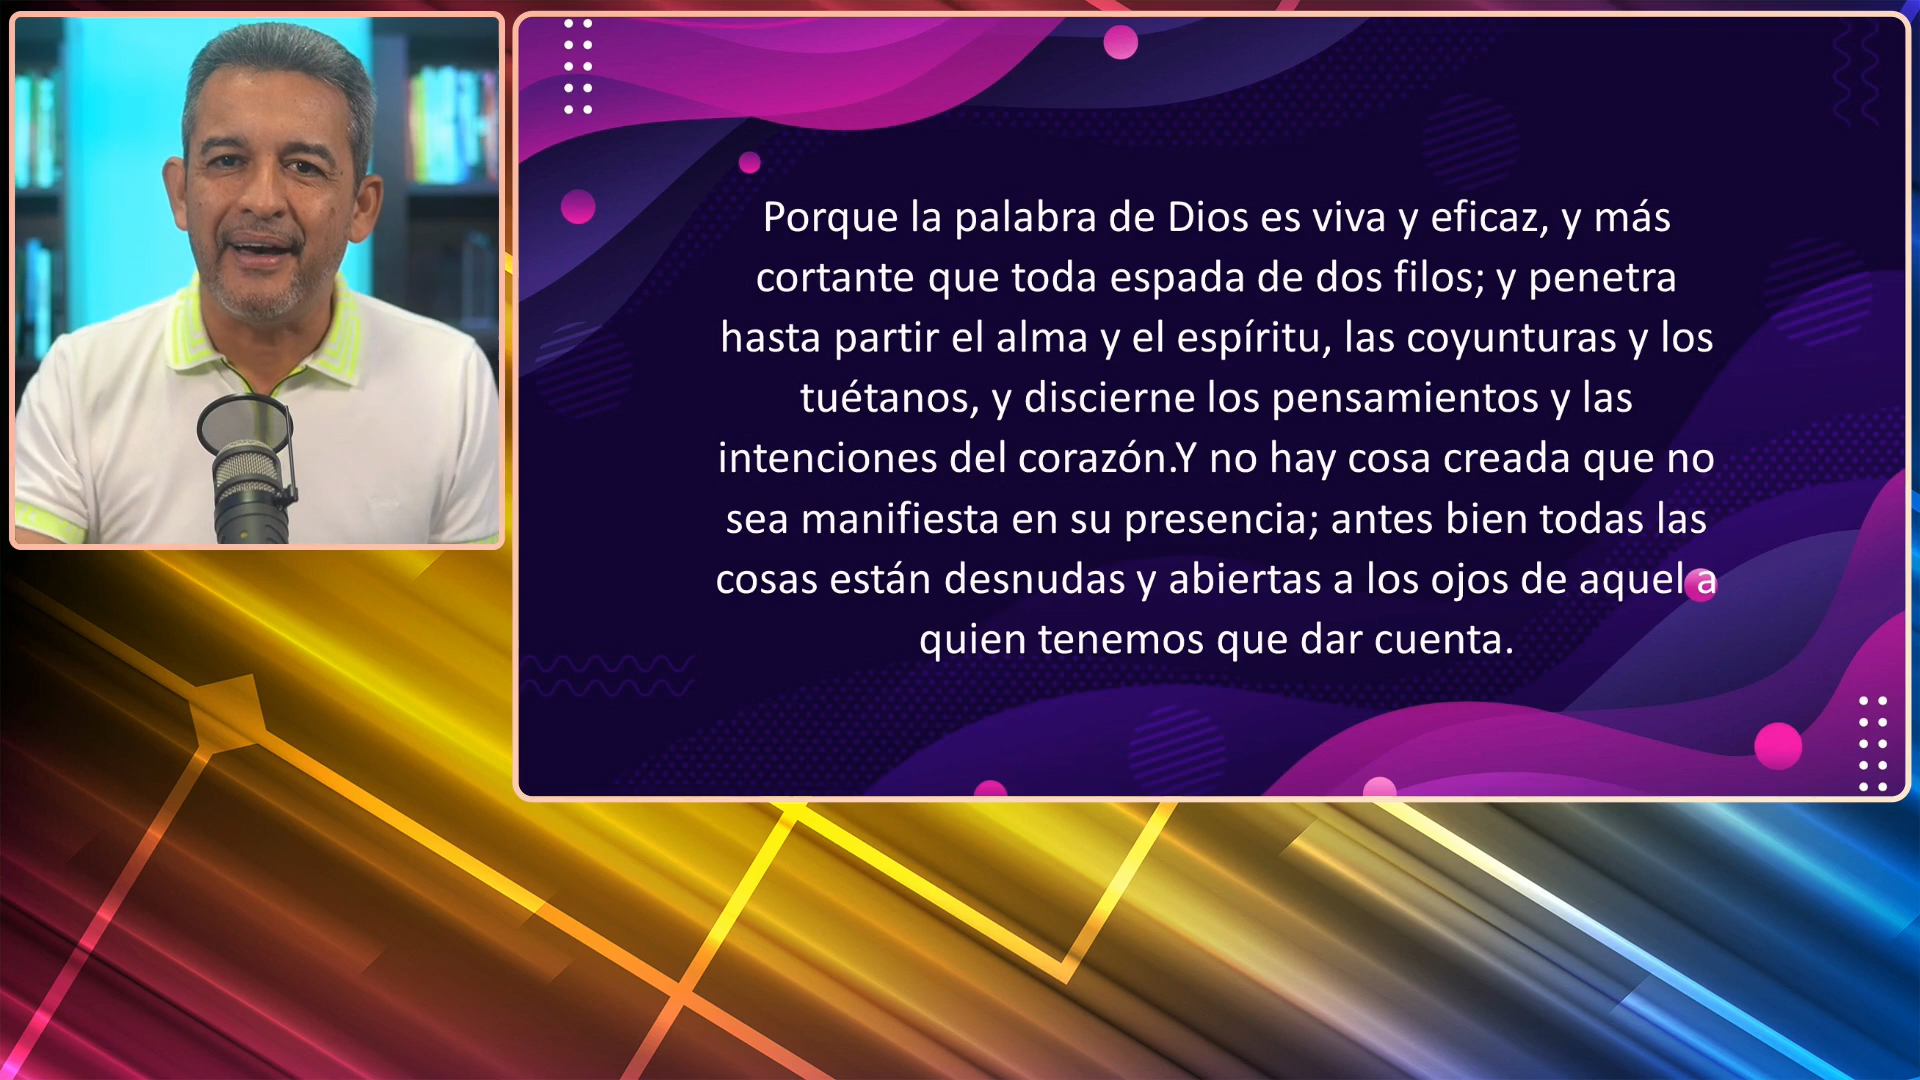 Porque la palabra de Dios es viva y eficaz, y más
cortante que toda espada de dos filos; y penetra
hasta partir el alma y el espíritu, las coyunturas y los
tuétanos, y discierne los pensamientos y las
intenciones del corazón.Y no hay cosa creada que no
sea manifiesta en su presencia; antes bien todas las
cosas están desnudas y abiertas a los ojos de aquel a
quien tenemos que dar cuenta.